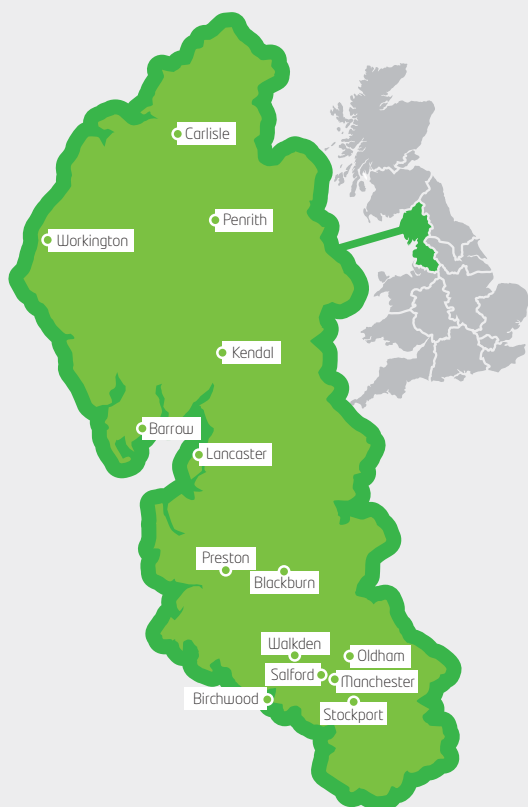 Carlisle
Penrith
Workington
Kendal
Barrow
Lancaster
Preston
Blackburn
Walkden
Oldham
Salford
Manchester
Birchwood
Stockport